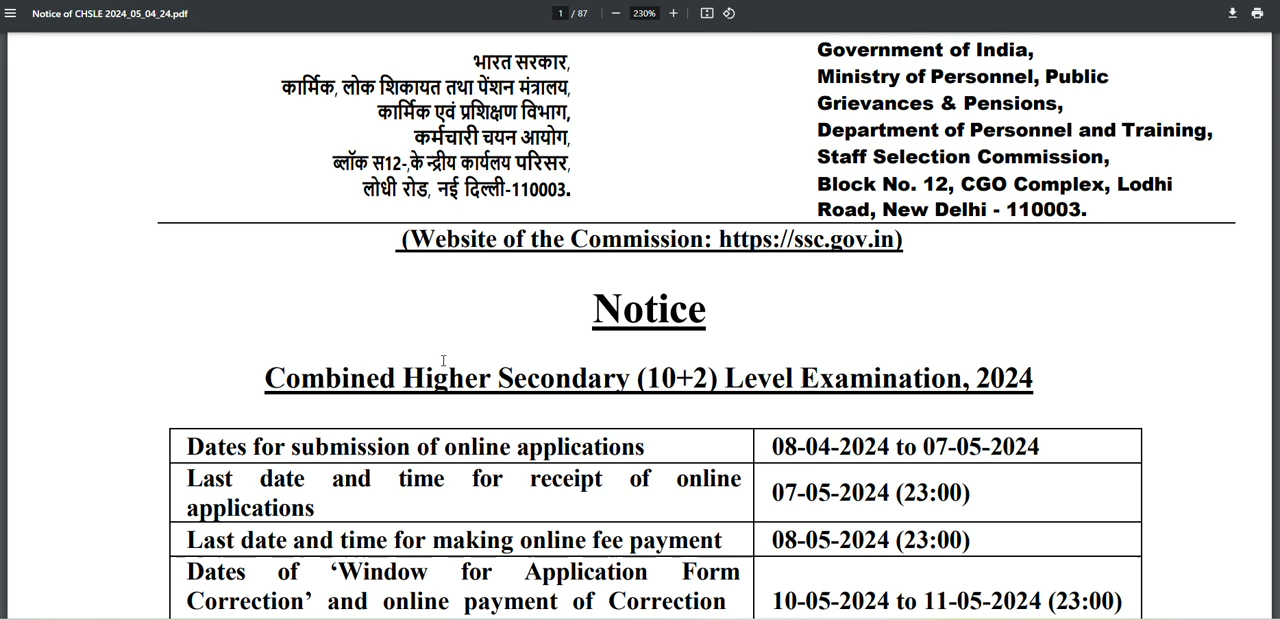 Notice of CHSLE 2024_05_04_24.pdf
1 / 87
230%
भारत सरकार,
कार्मिक, लोक शिकायत तथा पेंशन मंत्रालय,
कार्मिक एवं प्रशिक्षण विभाग,
कर्मचारी चयन आयोग,
ब्लॉक स12-,के न्द्रीय कार्यलय परिसर,
लोधी रोड, नई दिल्ली-110003.
Government of India,
Ministry of Personnel, Public
Grievances & Pensions,
Department of Personnel and Training,
Staff Selection Commission,
Block No. 12, CGO Complex, Lodhi
Road, New Delhi - 110003.
(Website of the Commission: https://ssc.gov.in)
Notice
Combined Higher Secondary (10+2) Level Examination, 2024
Dates for submission of online applications
08-04-2024 to 07-05-2024
Last date and time for receipt of online
applications
07-05-2024 (23:00)
Last date and time for making online fee payment
08-05-2024 (23:00)
Dates of ‘Window for Application Form
Correction’ and online payment of Correction
10-05-2024 to 11-05-2024 (23:00)